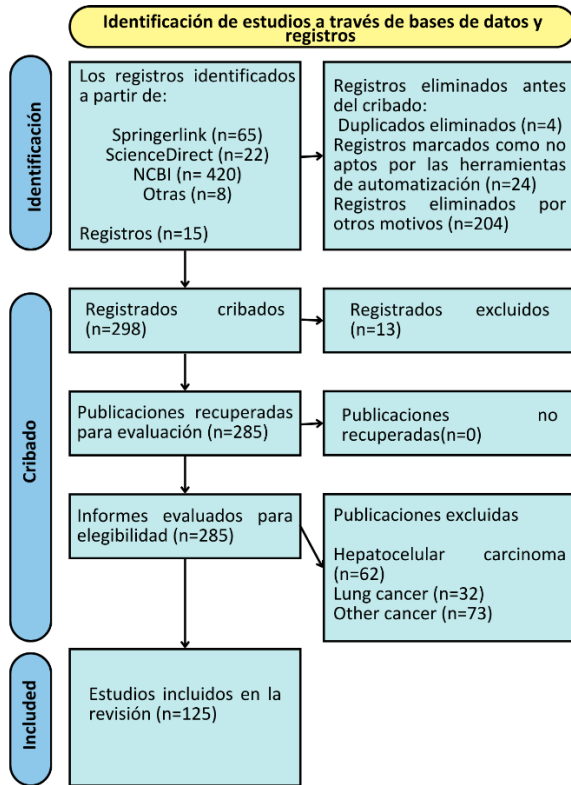 Identificación de estudios a través de bases de datos y
registros
Identificación
Los registros identificados
a partir de:
Springerlink (n=65)
ScienceDirect (n=22)
NCBI (n= 420)
Otras (n=8)
Registros (n=15)
Registros eliminados antes
del cribado:
Duplicados eliminados (n=4)
Registros marcados como no
aptos por las herramientas
de automatización (n=24)
Registros eliminados por
otros motivos (n=204)
Cribado
Registrados cribados
(n=298)
Registrados excluidos
(n=13)
Publicaciones recuperadas
para evaluación (n=285)
Publicaciones no
recuperadas(n=0)
Informes evaluados para
elegibilidad (n=285)
Publicaciones excluidas
Hepatocelular carcinoma
(n=62)
Lung cancer (n=32)
Other cancer (n=73)
Included
Estudios incluidos en la
revisión (n=125)